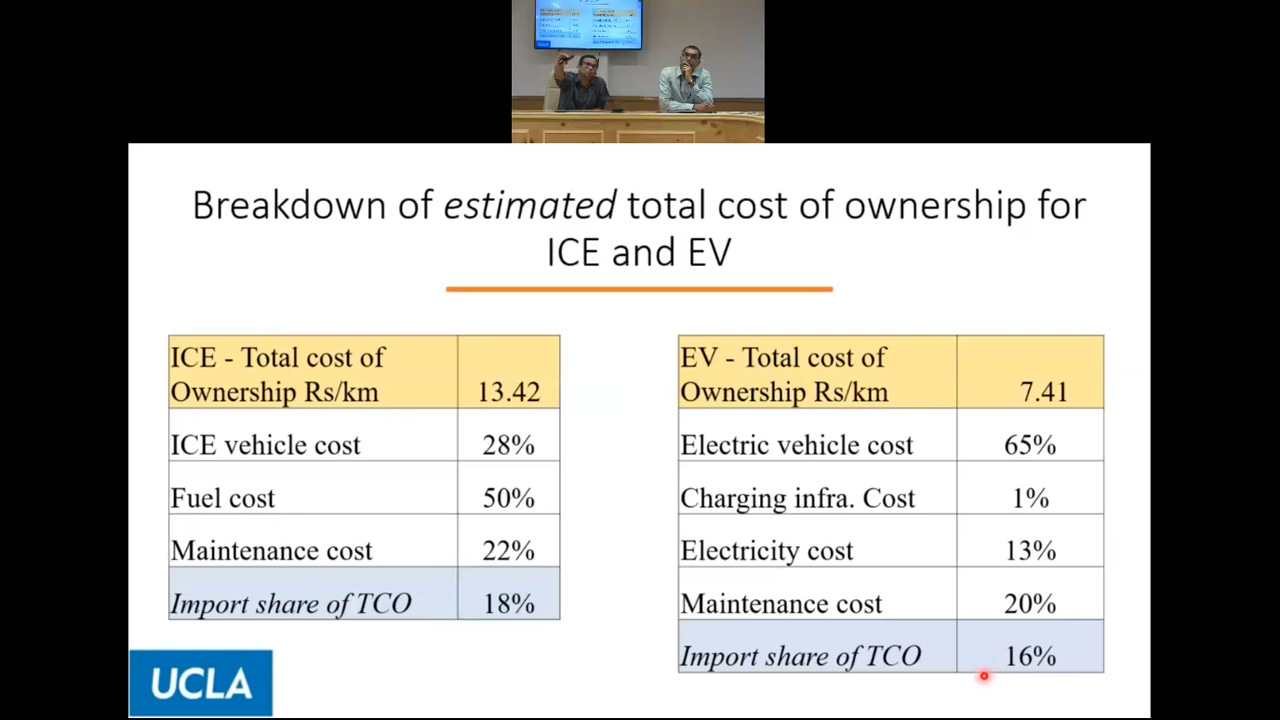 Breakdown of estimated total cost of ownership for
ICE and EV
ICE - Total cost of
Ownership Rs/km 13.42
ICE vehicle cost 28%
Fuel cost 50%
Maintenance cost 22%
Import share of TCO 18%
EV - Total cost of
Ownership Rs/km 7.41
Electric vehicle cost 65%
Charging infra. Cost 1%
Electricity cost 13%
Maintenance cost 20%
Import share of TCO 16%
UCLA